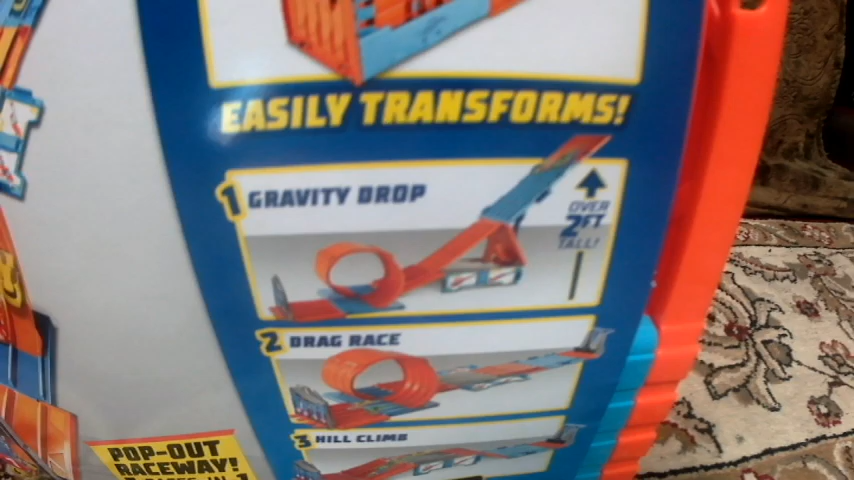 EASILY TRANSFORMS!
1 GRAVITY DROP
OVER
2FT
TALL!
2 DRAG RACE
3 HILL CLIMB
POP-OUT
RACEWAY!